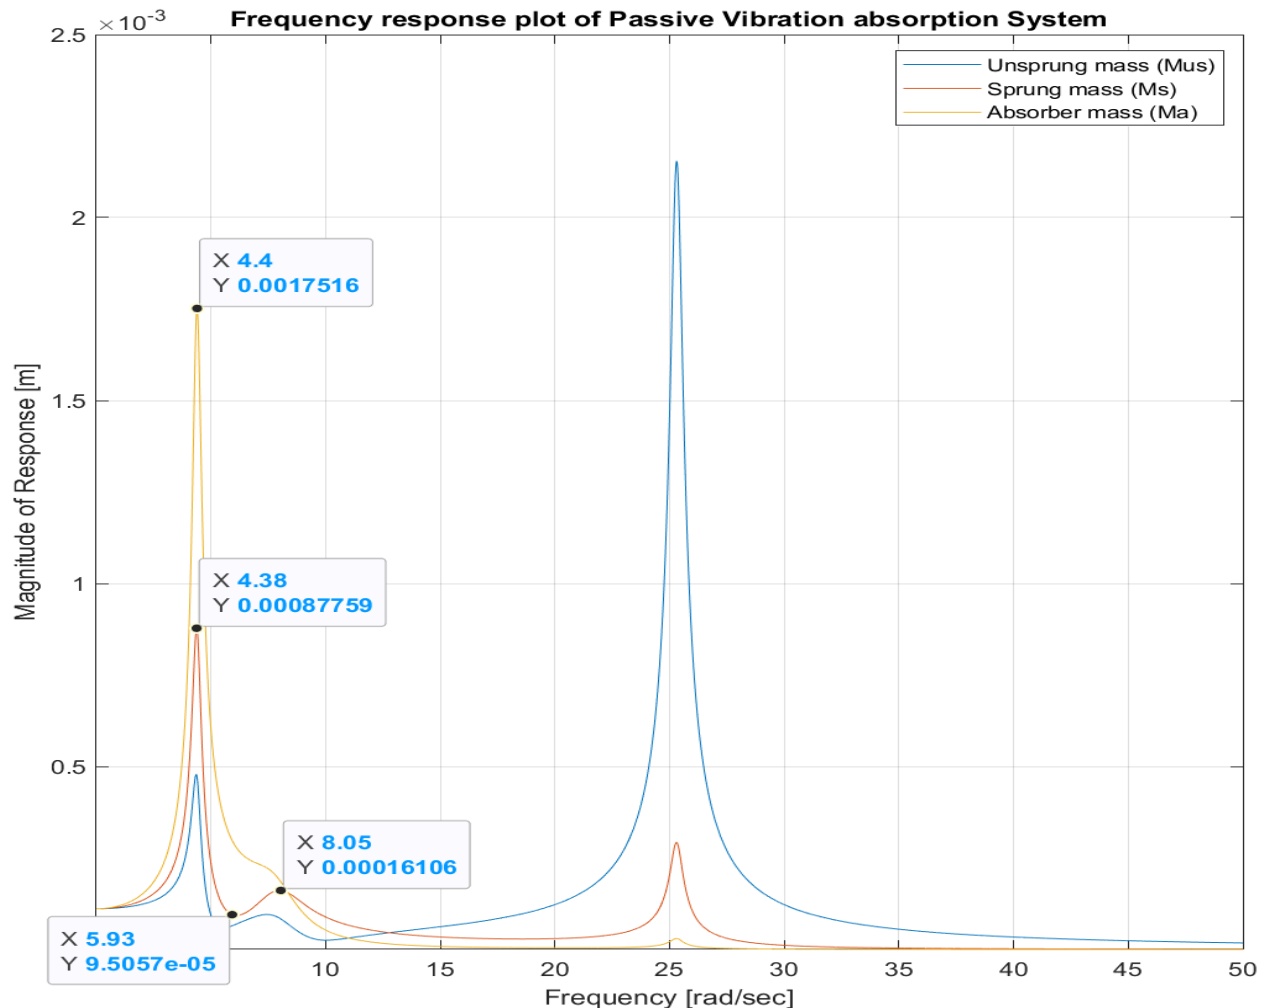 ×10⁻³
Frequency response plot of Passive Vibration absorption System
2.5
2
1.5
1
0.5
Magnitude of Response [m]
Unsprung mass (Mus)
Sprung mass (Ms)
Absorber mass (Ma)
X 4.4
Y 0.0017516
X 4.38
Y 0.00087759
X 8.05
Y 0.00016106
X 5.93
Y 9.5057e-05
10 15 20 25 30 35 40 45 50
Frequency [rad/sec]